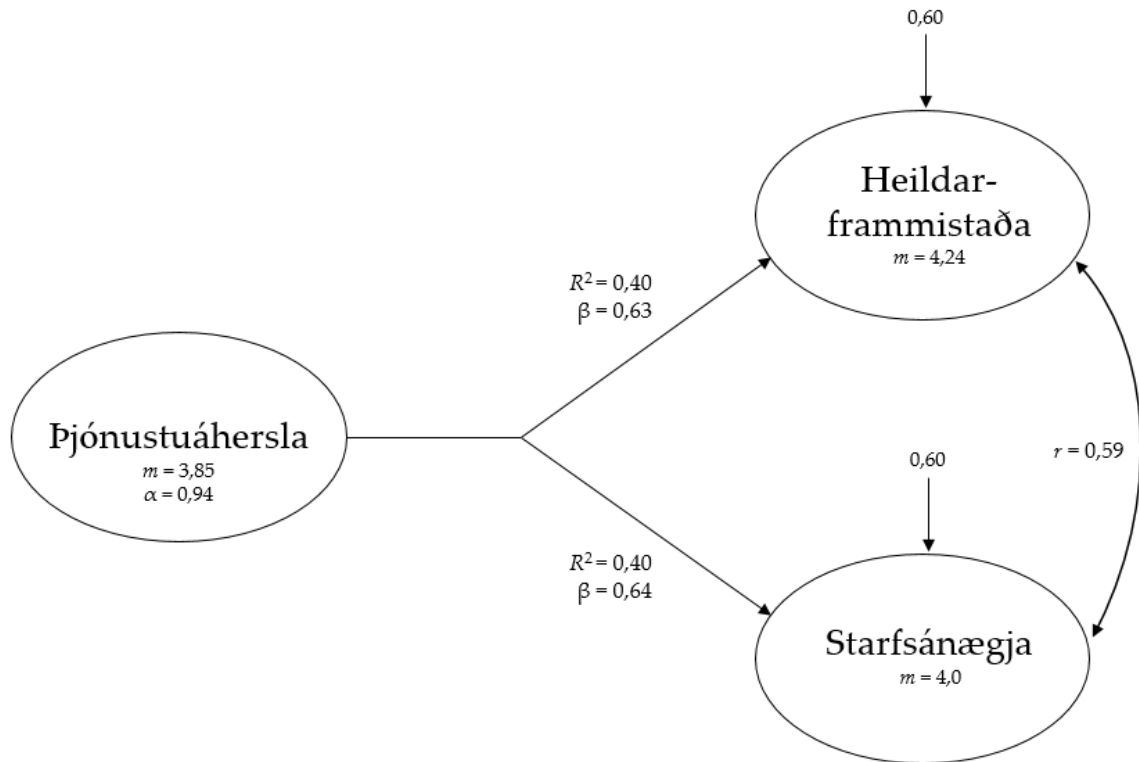 0,60
Heildar-
frammistaða
m = 4,24
R² = 0,40
β = 0,63
Þjónustuáhersla
m = 3,85
α = 0,94
r = 0,59
0,60
R² = 0,40
β = 0,64
Starfsánægja
m = 4,0